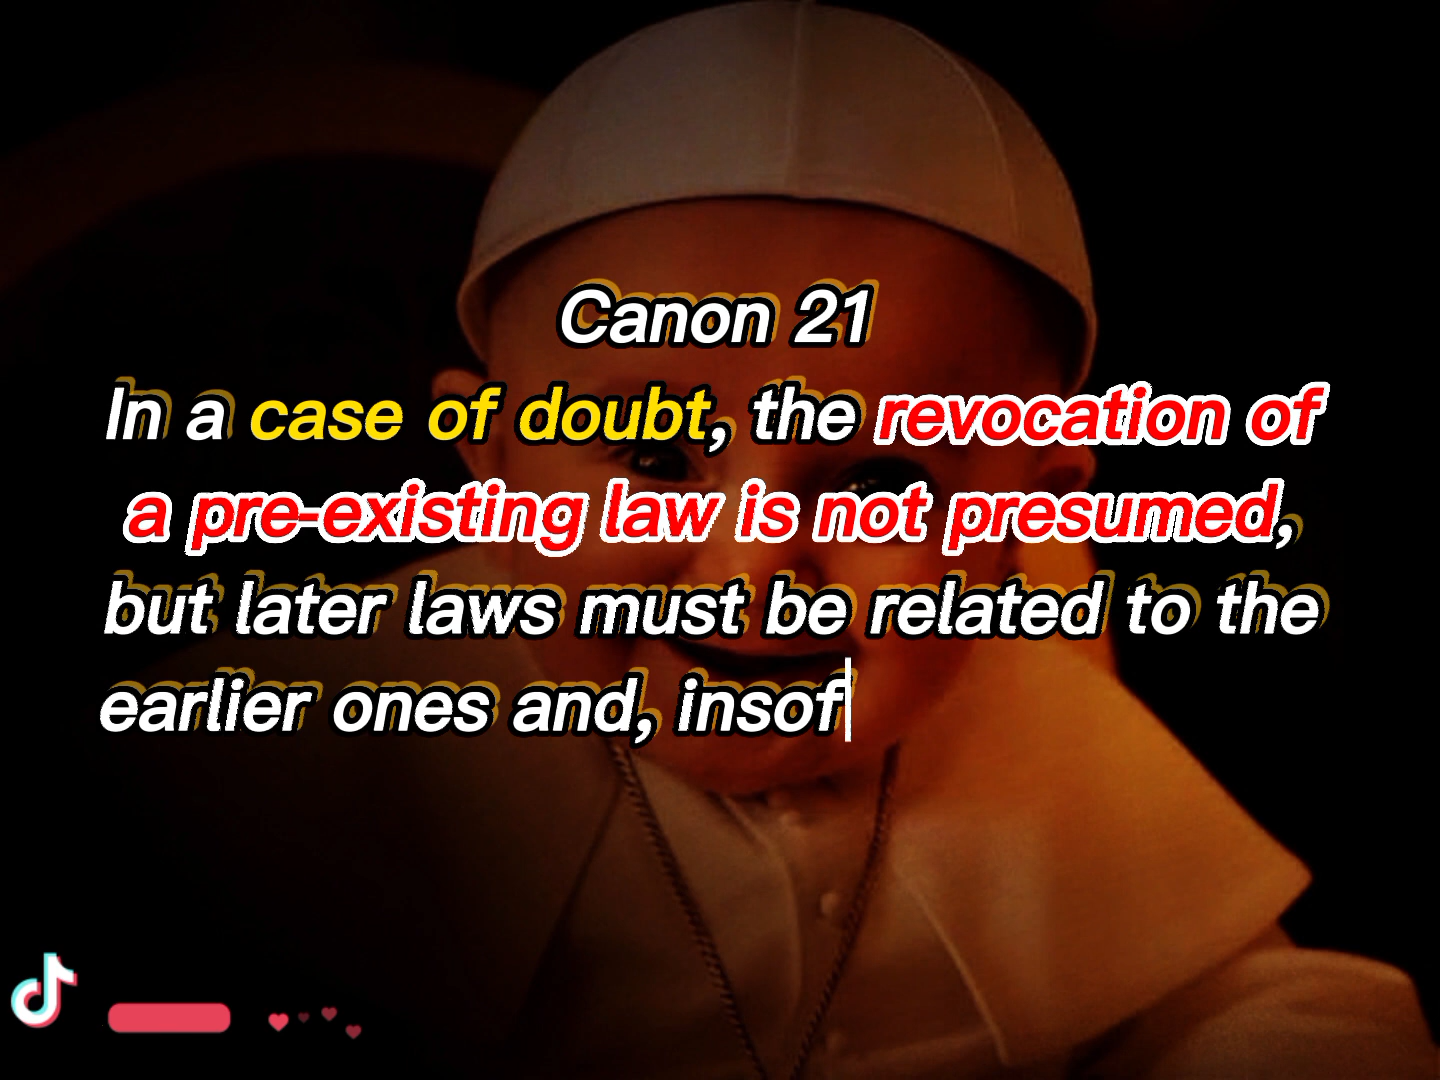 Canon 21
In a case of doubt, the revocation of
a pre-existing law is not presumed,
but later laws must be related to the
earlier ones and, insof